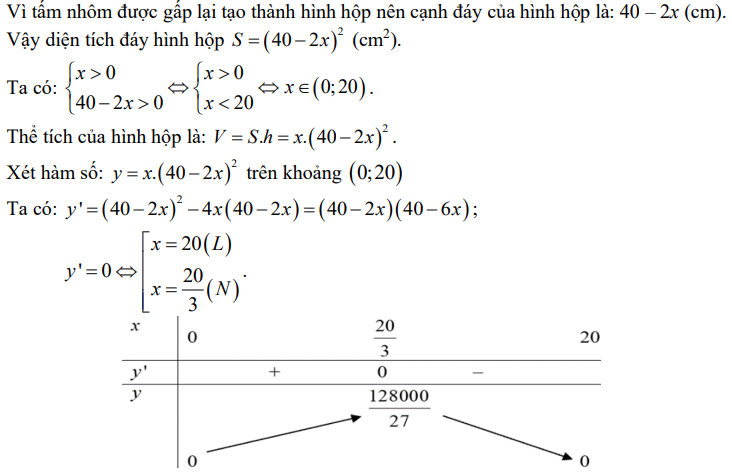 Vì tấm nhôm được gấp lại tạo thành hình hộp nên cạnh đáy của hình hộp là: 40 – 2x (cm).
Vậy diện tích đáy hình hộp S = (40 – 2x)² (cm²).
Ta có: { x > 0 ; 40 – 2x > 0 ⇔ { x > 0 ; x < 20 ⇔ x ∈ (0;20).
Thể tích của hình hộp là: V = S.h = x.(40 – 2x)².
Xét hàm số: y = x.(40 – 2x)² trên khoảng (0;20)
Ta có: y' = (40 – 2x)² – 4x(40 – 2x) = (40 – 2x)(40 – 6x);
y' = 0 ⇔ [ x = 20(L) ; x = 20/3 (N).
x 0 20/3 20
y' + 0 –
y 128000/27
0 0